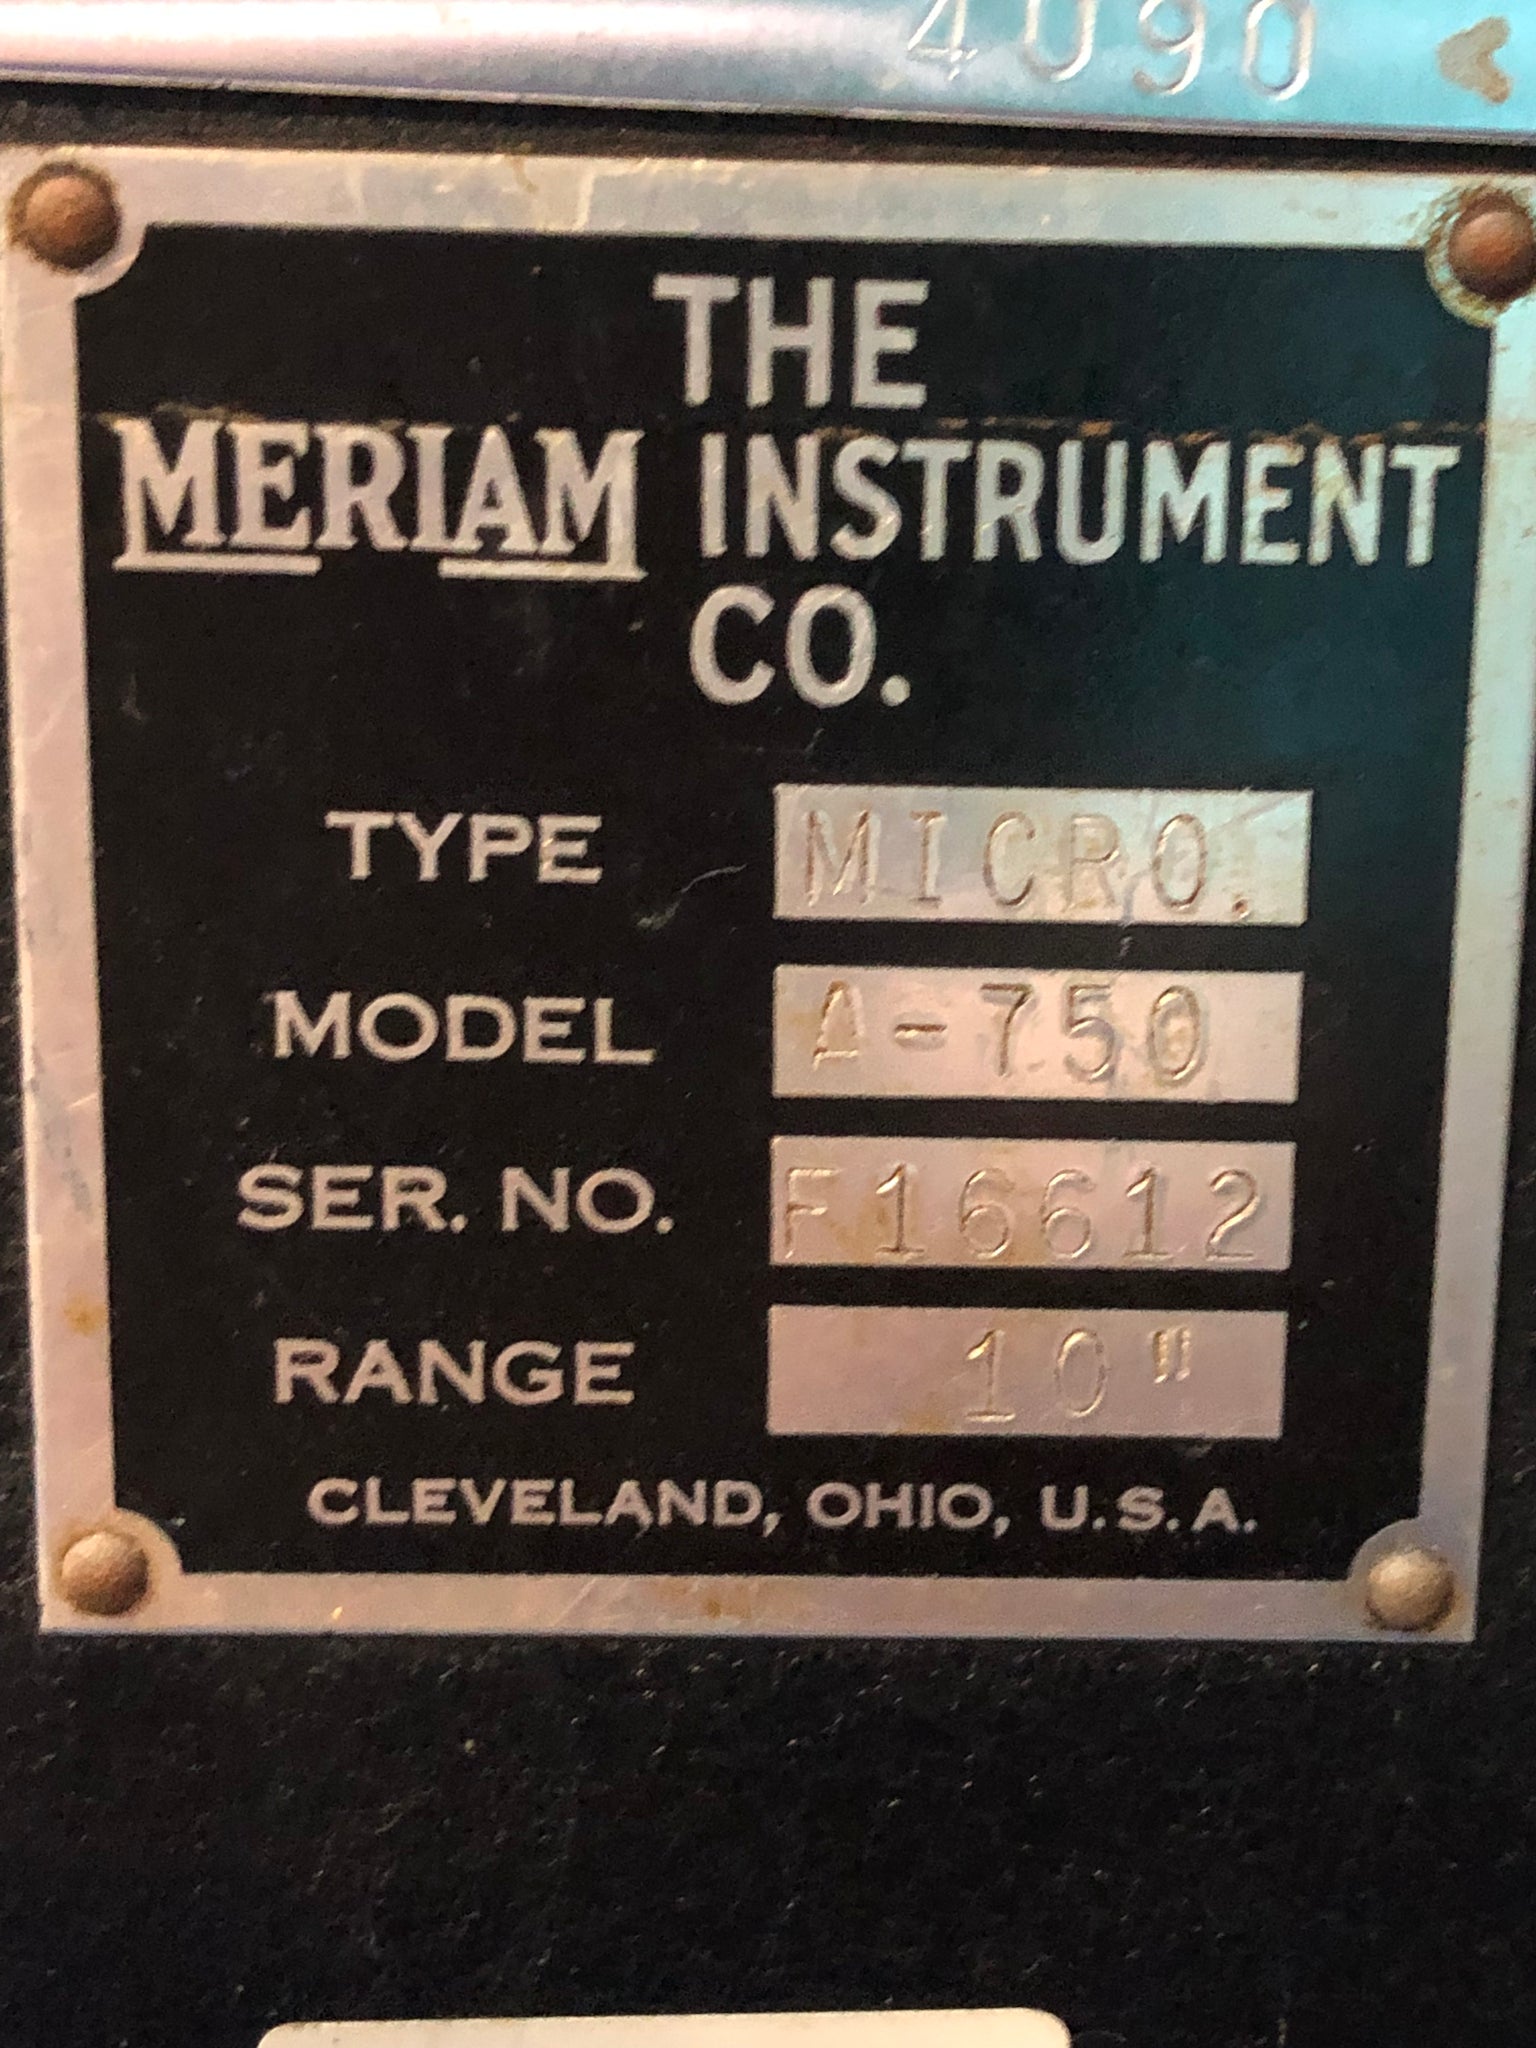 4090
THE
MERIAM INSTRUMENT
CO.
TYPE MICRO.
MODEL A-750
SER. NO. F16612
RANGE 10"
CLEVELAND, OHIO, U.S.A.